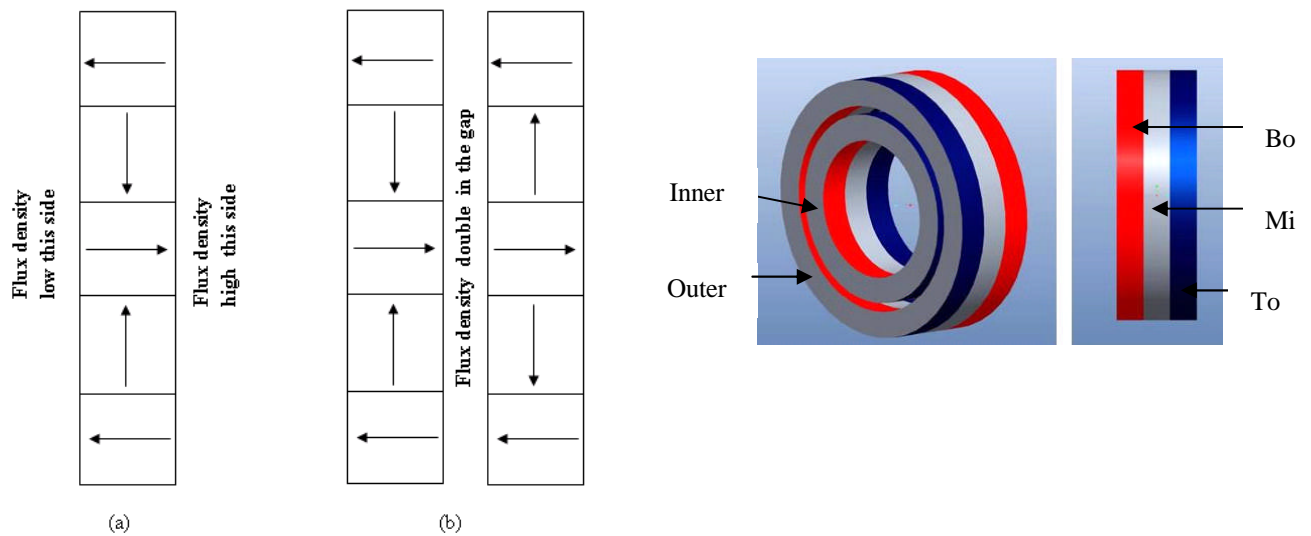 Flux density
low this side
Flux density
high this side
(a)
Flux density double in the gap
(b)
Inner
Outer
Bo
Mi
To